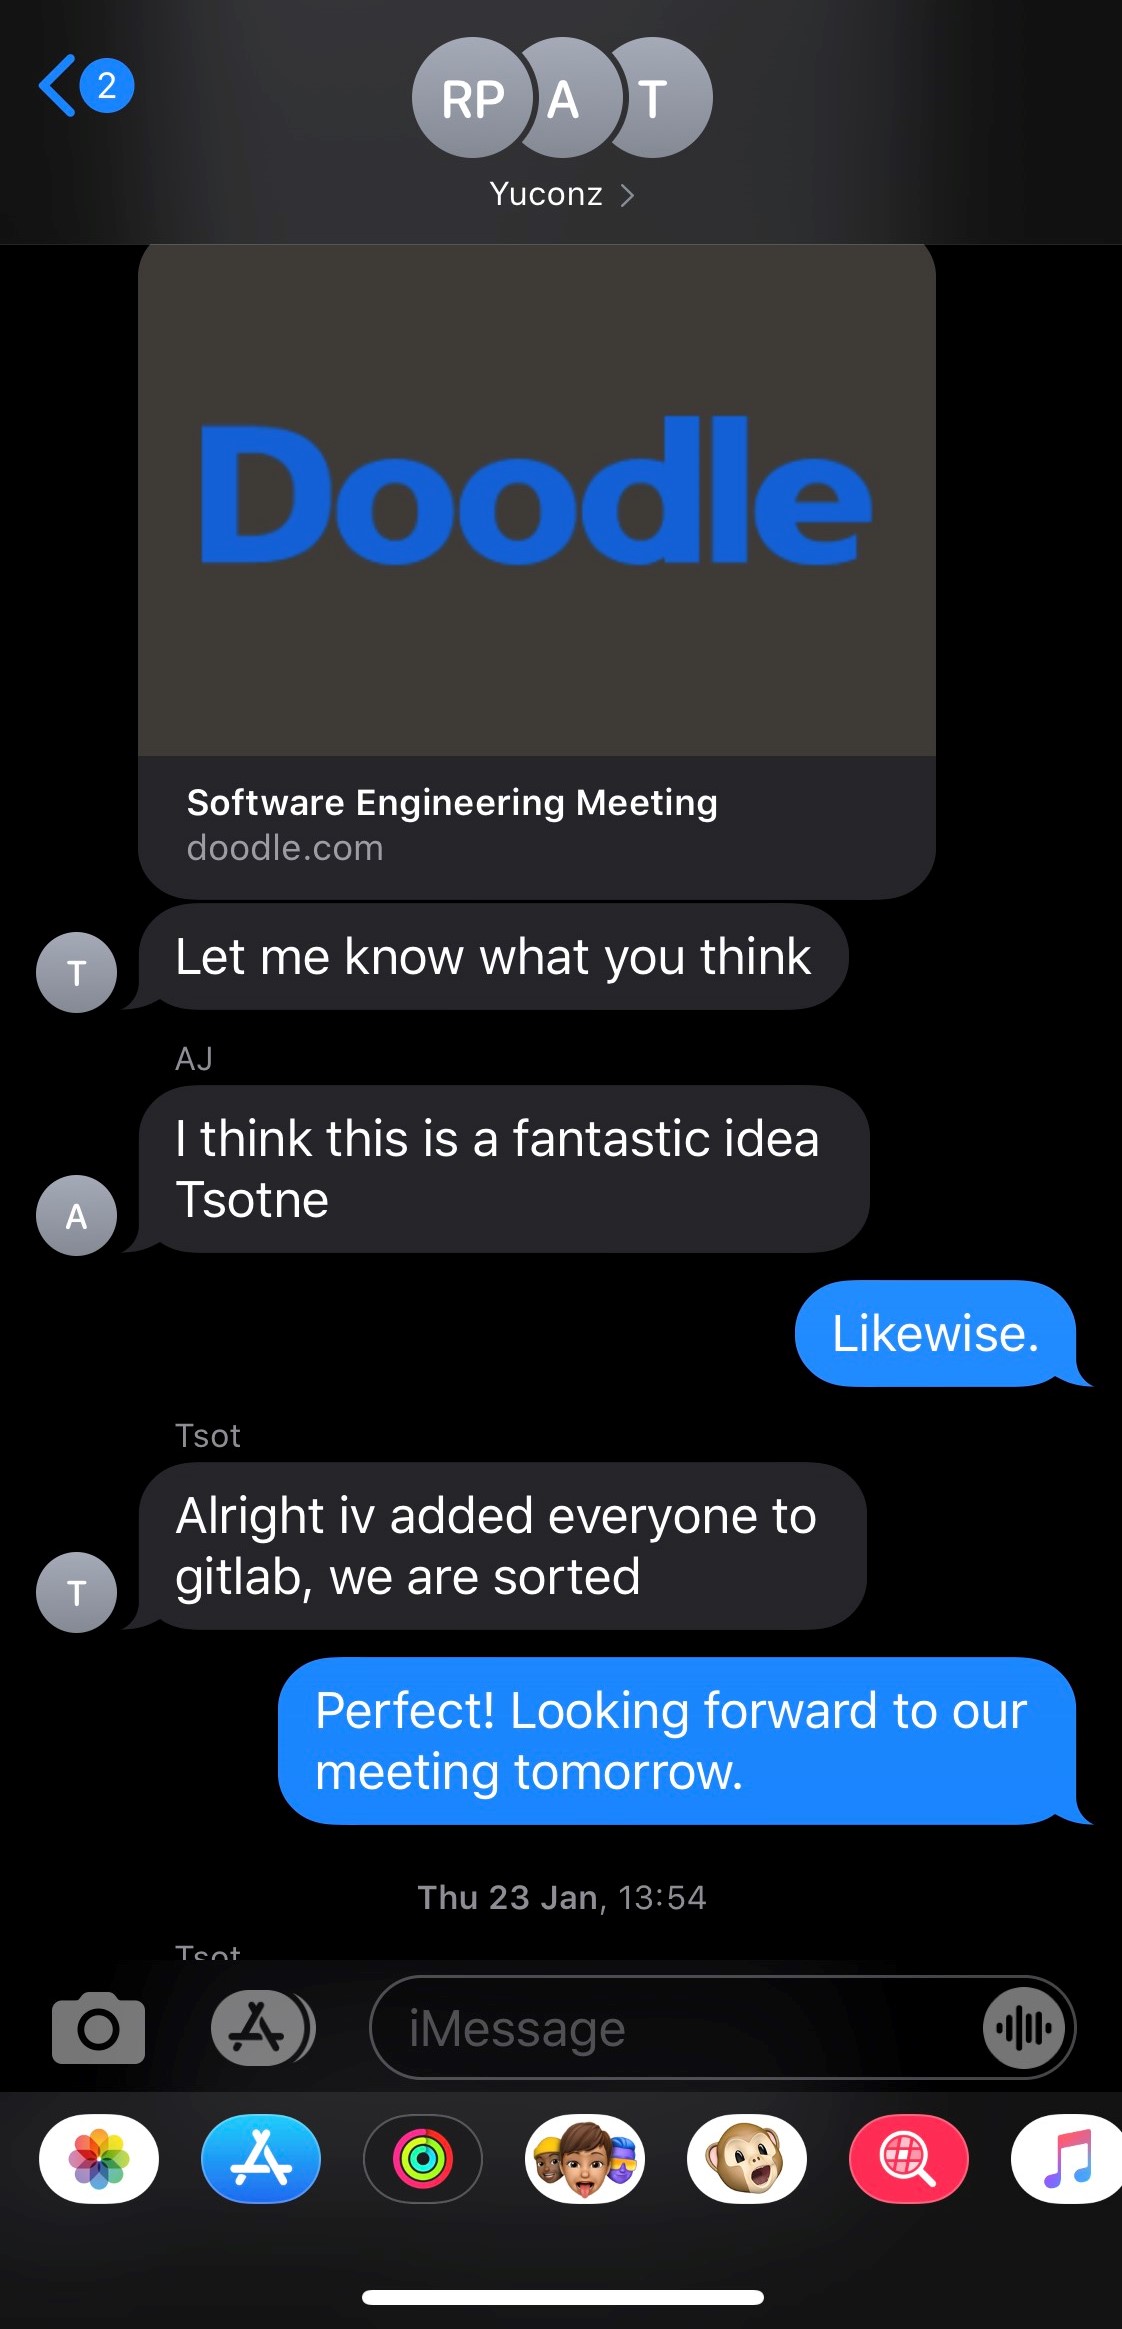 2
RP A T
Yuconz
Doodle
Software Engineering Meeting
doodle.com
Let me know what you think
T
AJ
I think this is a fantastic idea
Tsotne
A
Likewise.
Tsot
Alright iv added everyone to
gitlab, we are sorted
T
Perfect! Looking forward to our
meeting tomorrow.
Thu 23 Jan, 13:54
Tsot
iMessage